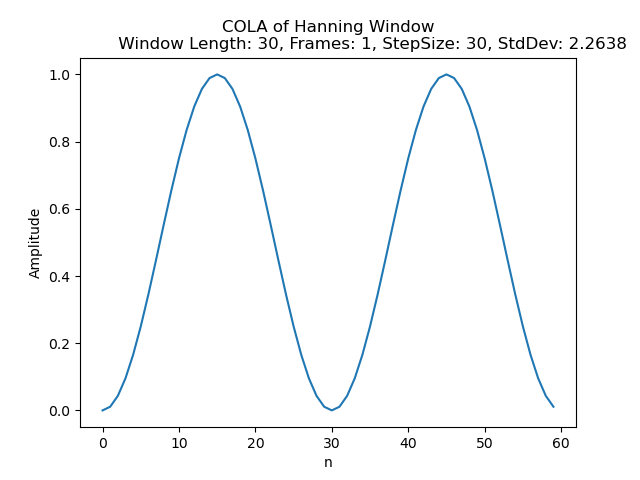 COLA of Hanning Window
Window Length: 30, Frames: 1, StepSize: 30, StdDev: 2.2638
1.0
0.8
0.6
0.4
0.2
0.0
Amplitude
0 10 20 30 40 50 60
n